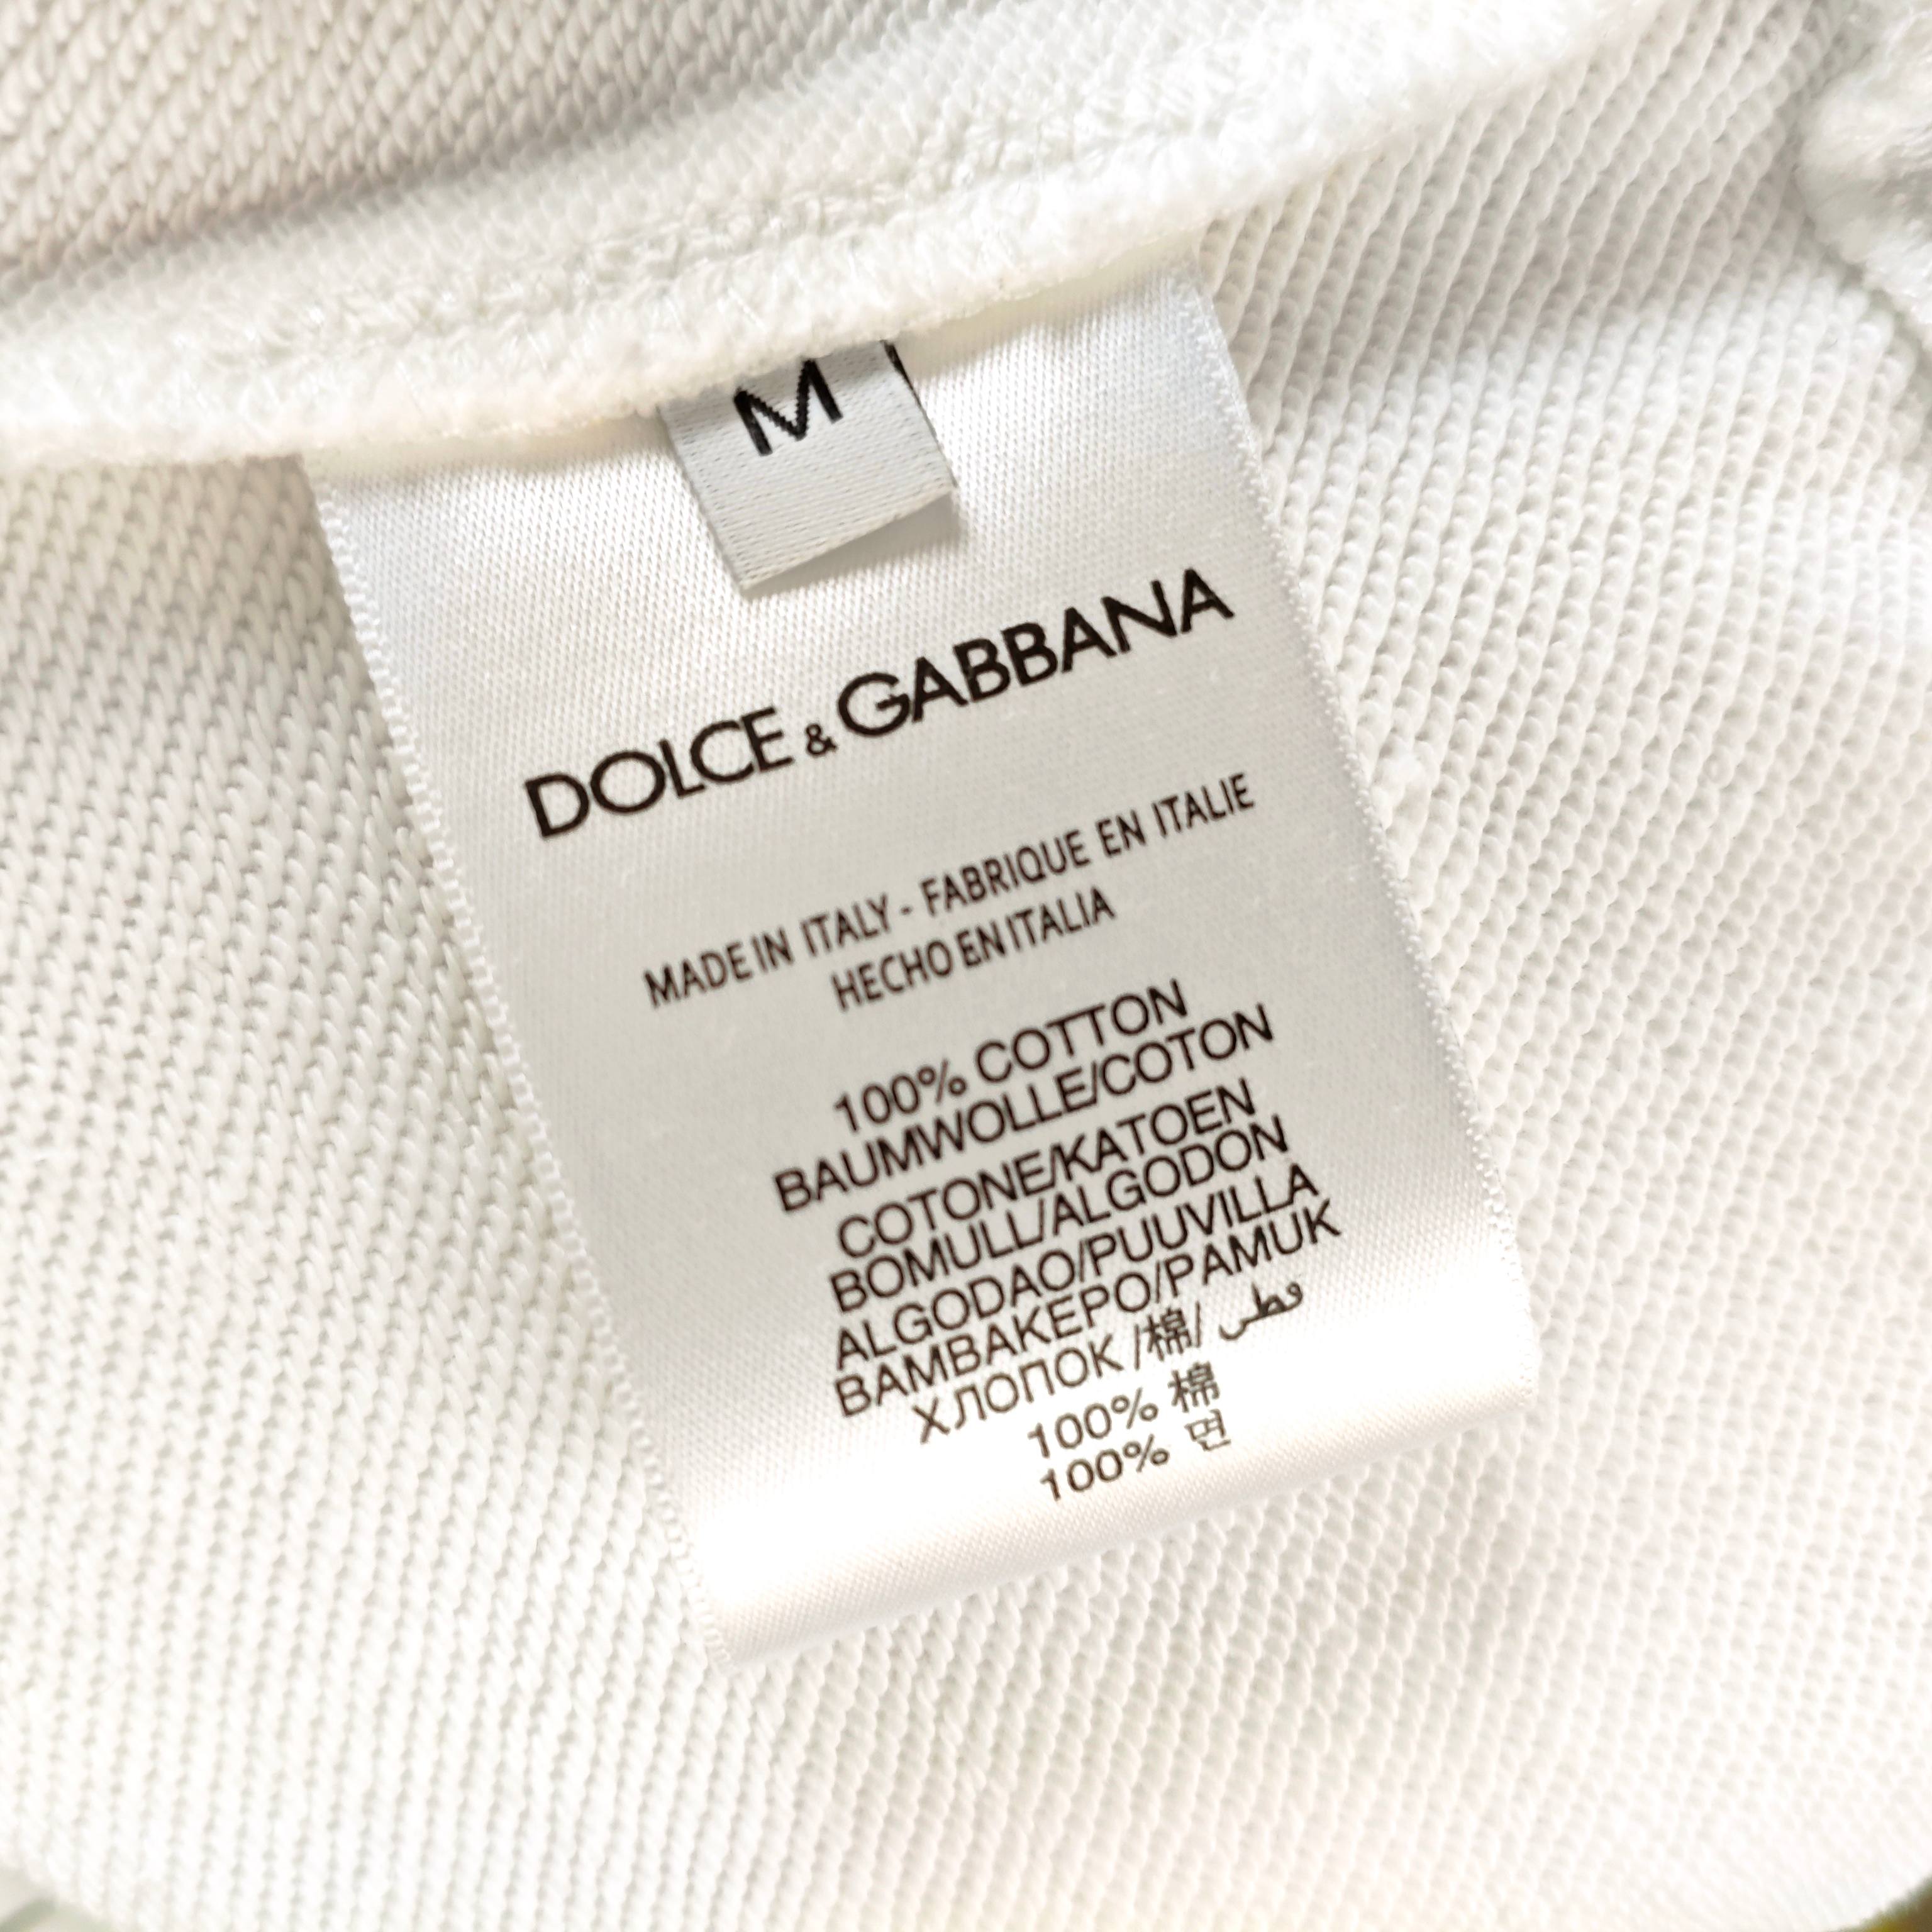 M
DOLCE & GABBANA
MADE IN ITALY - FABRIQUE EN ITALIE
HECHO EN ITALIA
100% COTTON
BAUMWOLLE/COTON
COTONE/KATOEN
BOMULL/ALGODON
ALGODAO/PUUVILLA
BAMBAKEPO/PAMUK
ХЛОПОК /棉/ قطن
100% 棉
100% 면